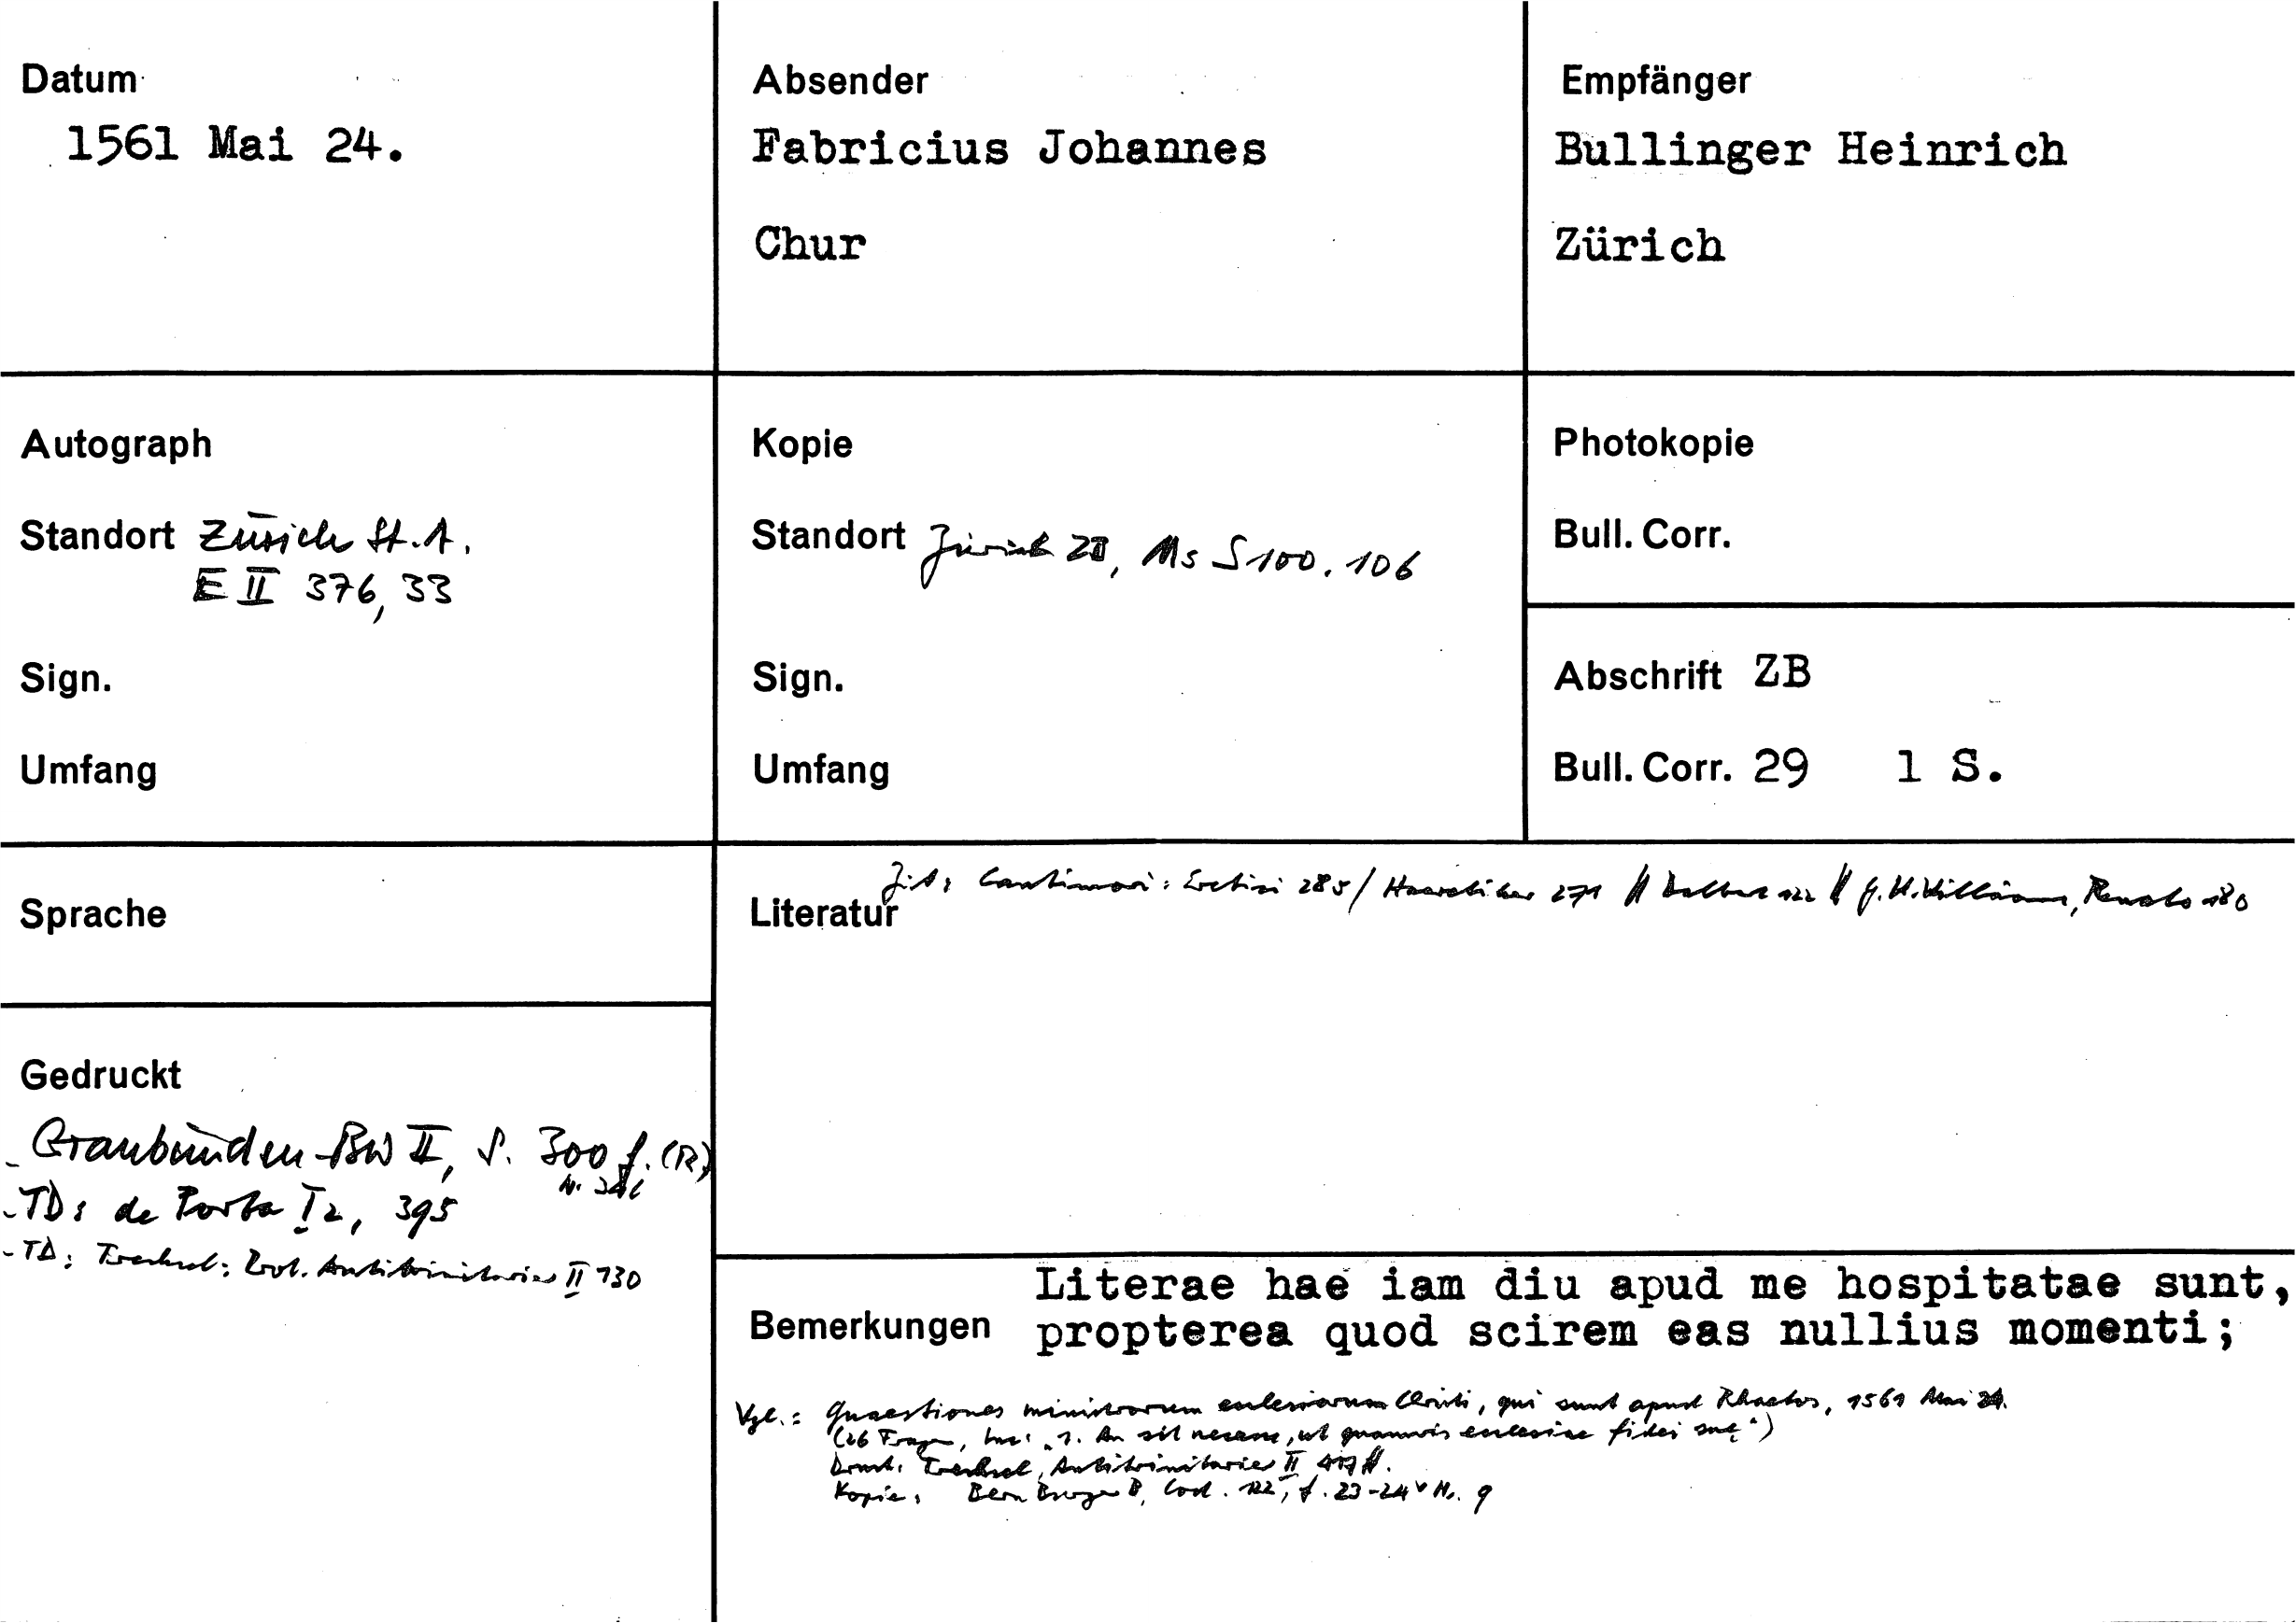 Datum
1561 Mai 24.
Absender
Fabricius Johannes
Chur
Empfänger
Bullinger Heinrich
Zürich
Autograph
Standort Zürich St.A.
E II 376, 33
Sign.
Umfang
Kopie
Standort Zürich ZB, Ms S 100. 106
Sign.
Umfang
Photokopie
Bull. Corr.
Abschrift ZB
Bull. Corr. 29 1 S.
Sprache
Literatur Zit: Cantimori: Eretici 285 / Haeretiker 271 // 122 // G. H. Williams, Renato 180
Gedruckt
- Graubünden-BW II, S. 300 f. (R)
- TD: de Porta I 2, 395
- TD: Trechsel: Prot. Antitrinitarier II 130
Bemerkungen
Literae hae iam diu apud me hospitatae sunt,
propterea quod scirem eas nullius momenti;
Vgl.: Quaestiones ministrorum ecclesiarum Christi, qui sunt apud Rhaetos, 1561 Mai 24.
(26 Fragen, Inc: "1. An sit necesse, ut quamvis ecclesiae fidei suę")
Druck: Trechsel, Antitrinitarier II 417 ff.
Kopie: Bern Burger B, Cod. 122, f. 23-24v Nr. 9